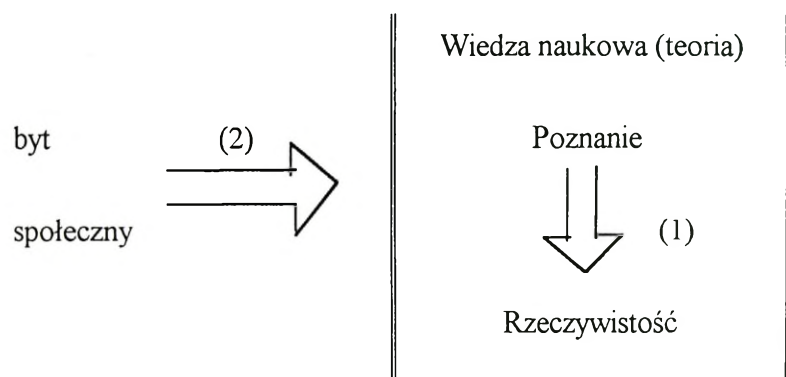 Wiedza naukowa (teoria)
byt
(2)
Poznanie
społeczny
(1)
Rzeczywistość